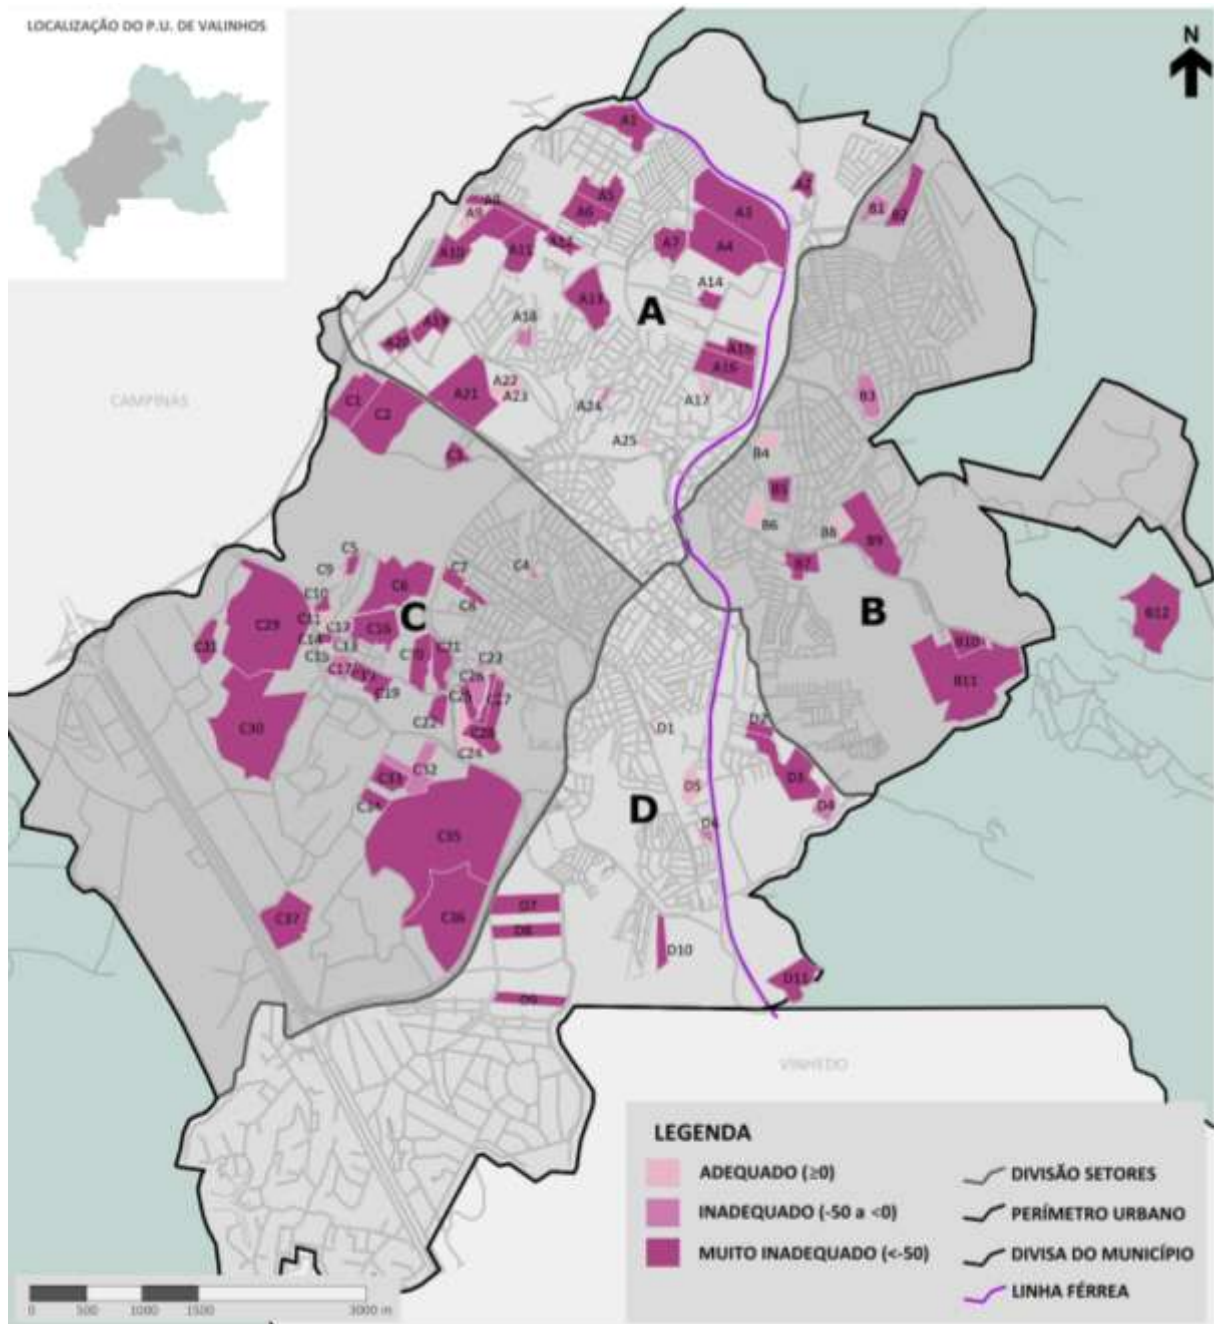 LOCALIZAÇÃO DO P.U. DE VALINHOS
N
A1
A2
B1
B2
A8
A5
A9
A6
A3
A7
A4
A10
A11
A12
A14
A13
A
A18
A19
A20
A15
A16
CAMPINAS
A22
A21
A23
C1
C2
A24
A17
B3
A25
C3
B4
B5
B6
B8
B9
C5
C9
C4
C7
C6
B7
C8
C10
B
B12
C11
C
C29
C12
C16
C14
C13
C31
C15
C20
C21
B10
C17
C23
B11
C26
C19
C25
C27
C22
C30
D1
D2
C28
C24
C32
C33
D3
D5
C34
D
D6
C35
D7
C36
C37
D8
D10
D11
D9
VINHEDO
LEGENDA
ADEQUADO (≥0)
INADEQUADO (-50 a <0)
MUITO INADEQUADO (<-50)
DIVISÃO SETORES
PERÍMETRO URBANO
DIVISA DO MUNICÍPIO
LINHA FÉRREA
0 500 1000 1500 3000 m